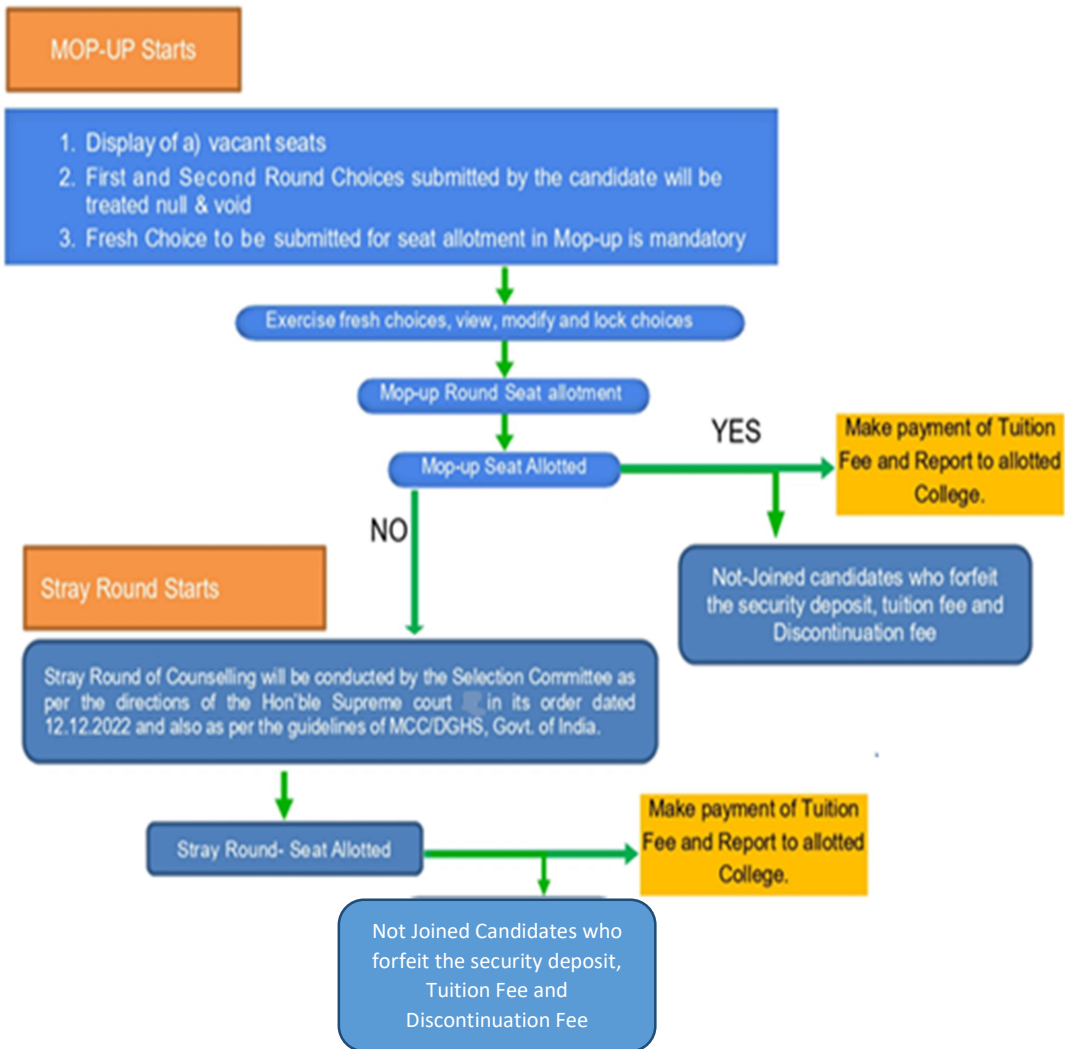 MOP-UP Starts
1. Display of a) vacant seats
2. First and Second Round Choices submitted by the candidate will be
treated null & void
3. Fresh Choice to be submitted for seat allotment in Mop-up is mandatory
Exercise fresh choices, view, modify and lock choices
Mop-up Round Seat allotment
Mop-up Seat Allotted
YES
Make payment of Tuition
Fee and Report to allotted
College.
NO
Not-Joined candidates who forfeit
the security deposit, tuition fee and
Discontinuation fee
Stray Round Starts
Stray Round of Counselling will be conducted by the Selection Committee as
per the directions of the Hon'ble Supreme court in its order dated
12.12.2022 and also as per the guidelines of MCC/DGHS, Govt. of India.
Stray Round- Seat Allotted
Make payment of Tuition
Fee and Report to allotted
College.
Not Joined Candidates who
forfeit the security deposit,
Tuition Fee and
Discontinuation Fee